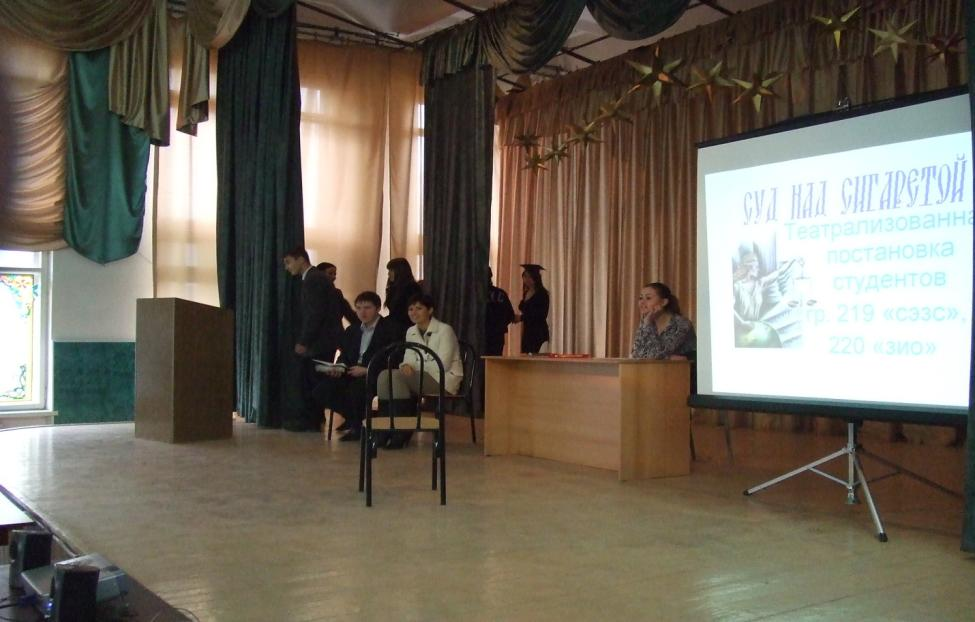 СУД НАД СИГАРЕТОЙ
Театрализованна
постановка
студентов
гр. 219 «сэзс»,
220 «зио»